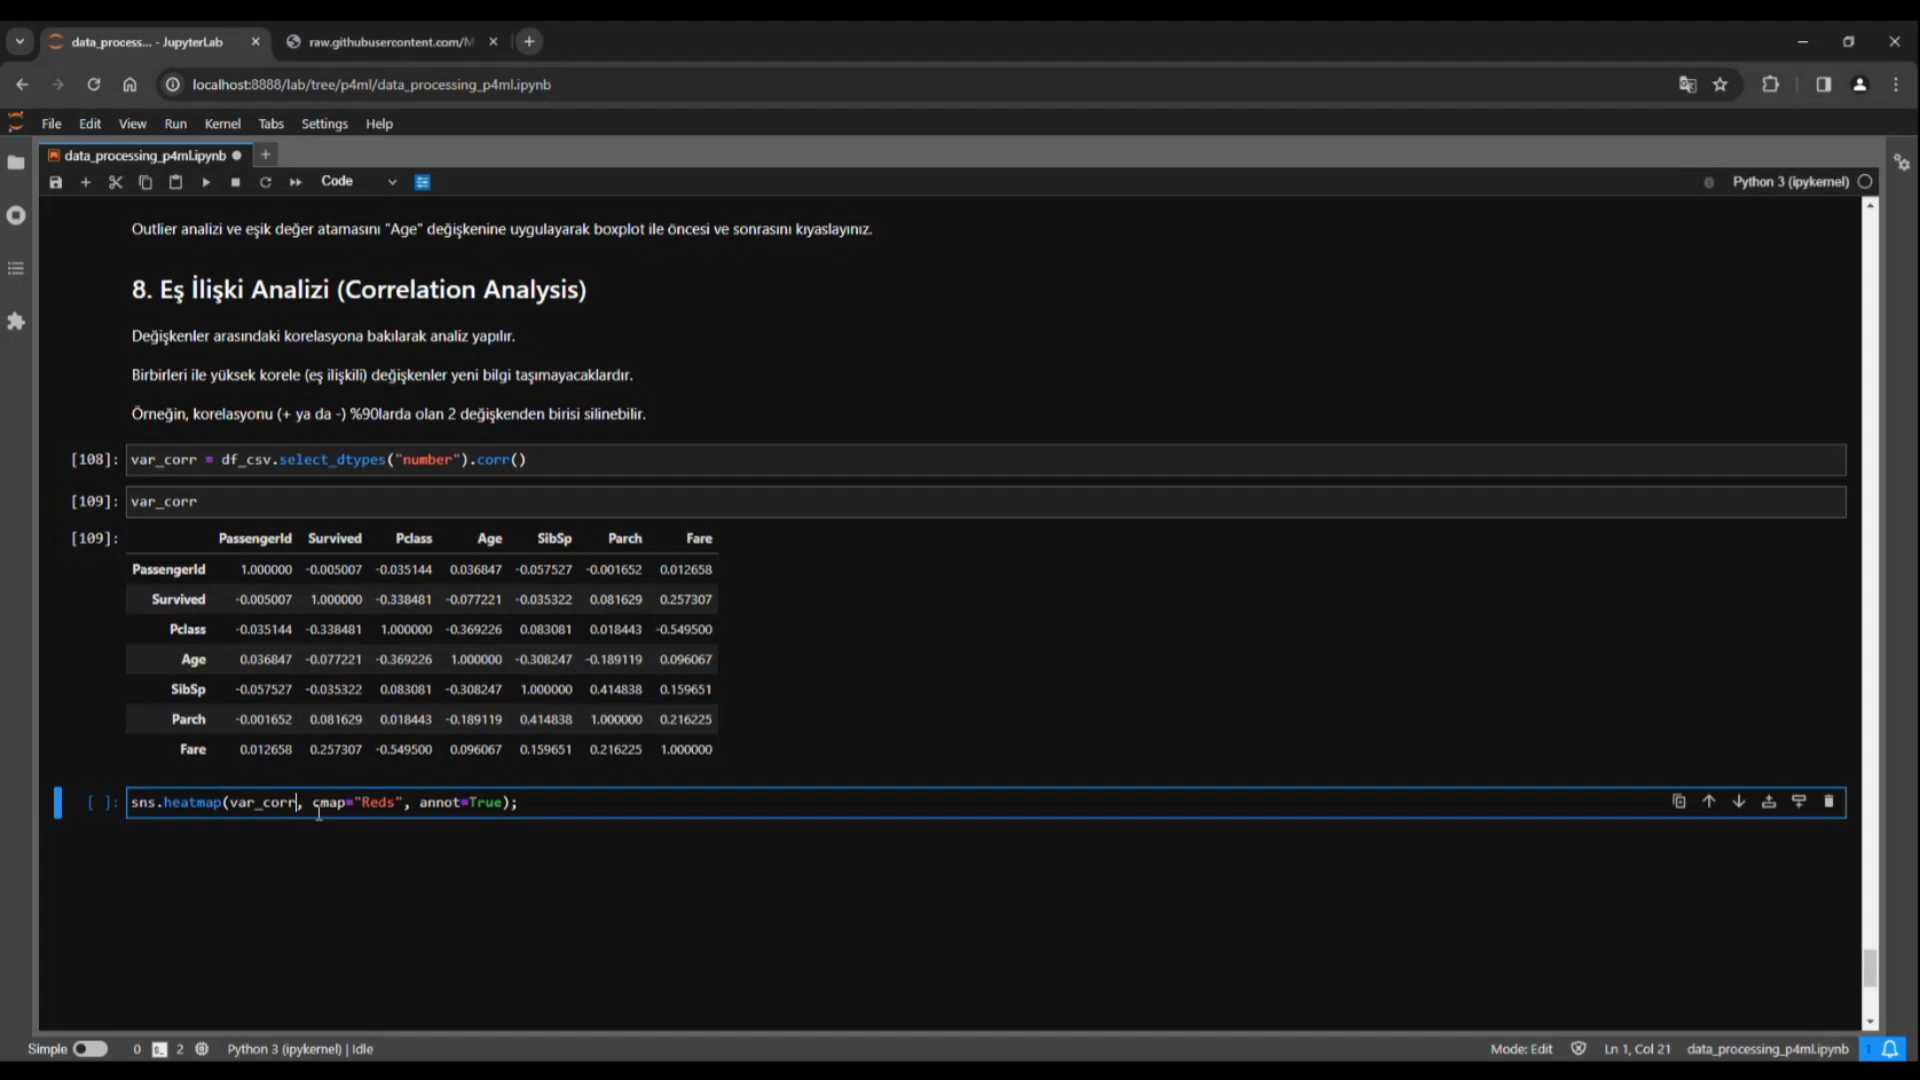 data_process... - JupyterLab
raw.githubusercontent.com/M
localhost:8888/lab/tree/p4ml/data_processing_p4ml.ipynb
File Edit View Run Kernel Tabs Settings Help
data_processing_p4ml.ipynb
Code
Python 3 (ipykernel)
Outlier analizi ve eşik değer atamasını "Age" değişkenine uygulayarak boxplot ile öncesi ve sonrasını kıyaslayınız.
8. Eş İlişki Analizi (Correlation Analysis)
Değişkenler arasındaki korelasyona bakılarak analiz yapılır.
Birbirleri ile yüksek korele (eş ilişkili) değişkenler yeni bilgi taşımayacaklardır.
Örneğin, korelasyonu (+ ya da -) %90larda olan 2 değişkenden birisi silinebilir.
[108]: var_corr = df_csv.select_dtypes("number").corr()
[109]: var_corr
[109]: PassengerId Survived Pclass Age SibSp Parch Fare
PassengerId 1.000000 -0.005007 -0.035144 0.036847 -0.057527 -0.001652 0.012658
Survived -0.005007 1.000000 -0.338481 -0.077221 -0.035322 0.081629 0.257307
Pclass -0.035144 -0.338481 1.000000 -0.369226 0.083081 0.018443 -0.549500
Age 0.036847 -0.077221 -0.369226 1.000000 -0.308247 -0.189119 0.096067
SibSp -0.057527 -0.035322 0.083081 -0.308247 1.000000 0.414838 0.159651
Parch -0.001652 0.081629 0.018443 -0.189119 0.414838 1.000000 0.216225
Fare 0.012658 0.257307 -0.549500 0.096067 0.159651 0.216225 1.000000
[ ]: sns.heatmap(var_corr, cmap="Reds", annot=True);
Simple 0 2 Python 3 (ipykernel) | Idle
Mode: Edit Ln 1, Col 21 data_processing_p4ml.ipynb 1